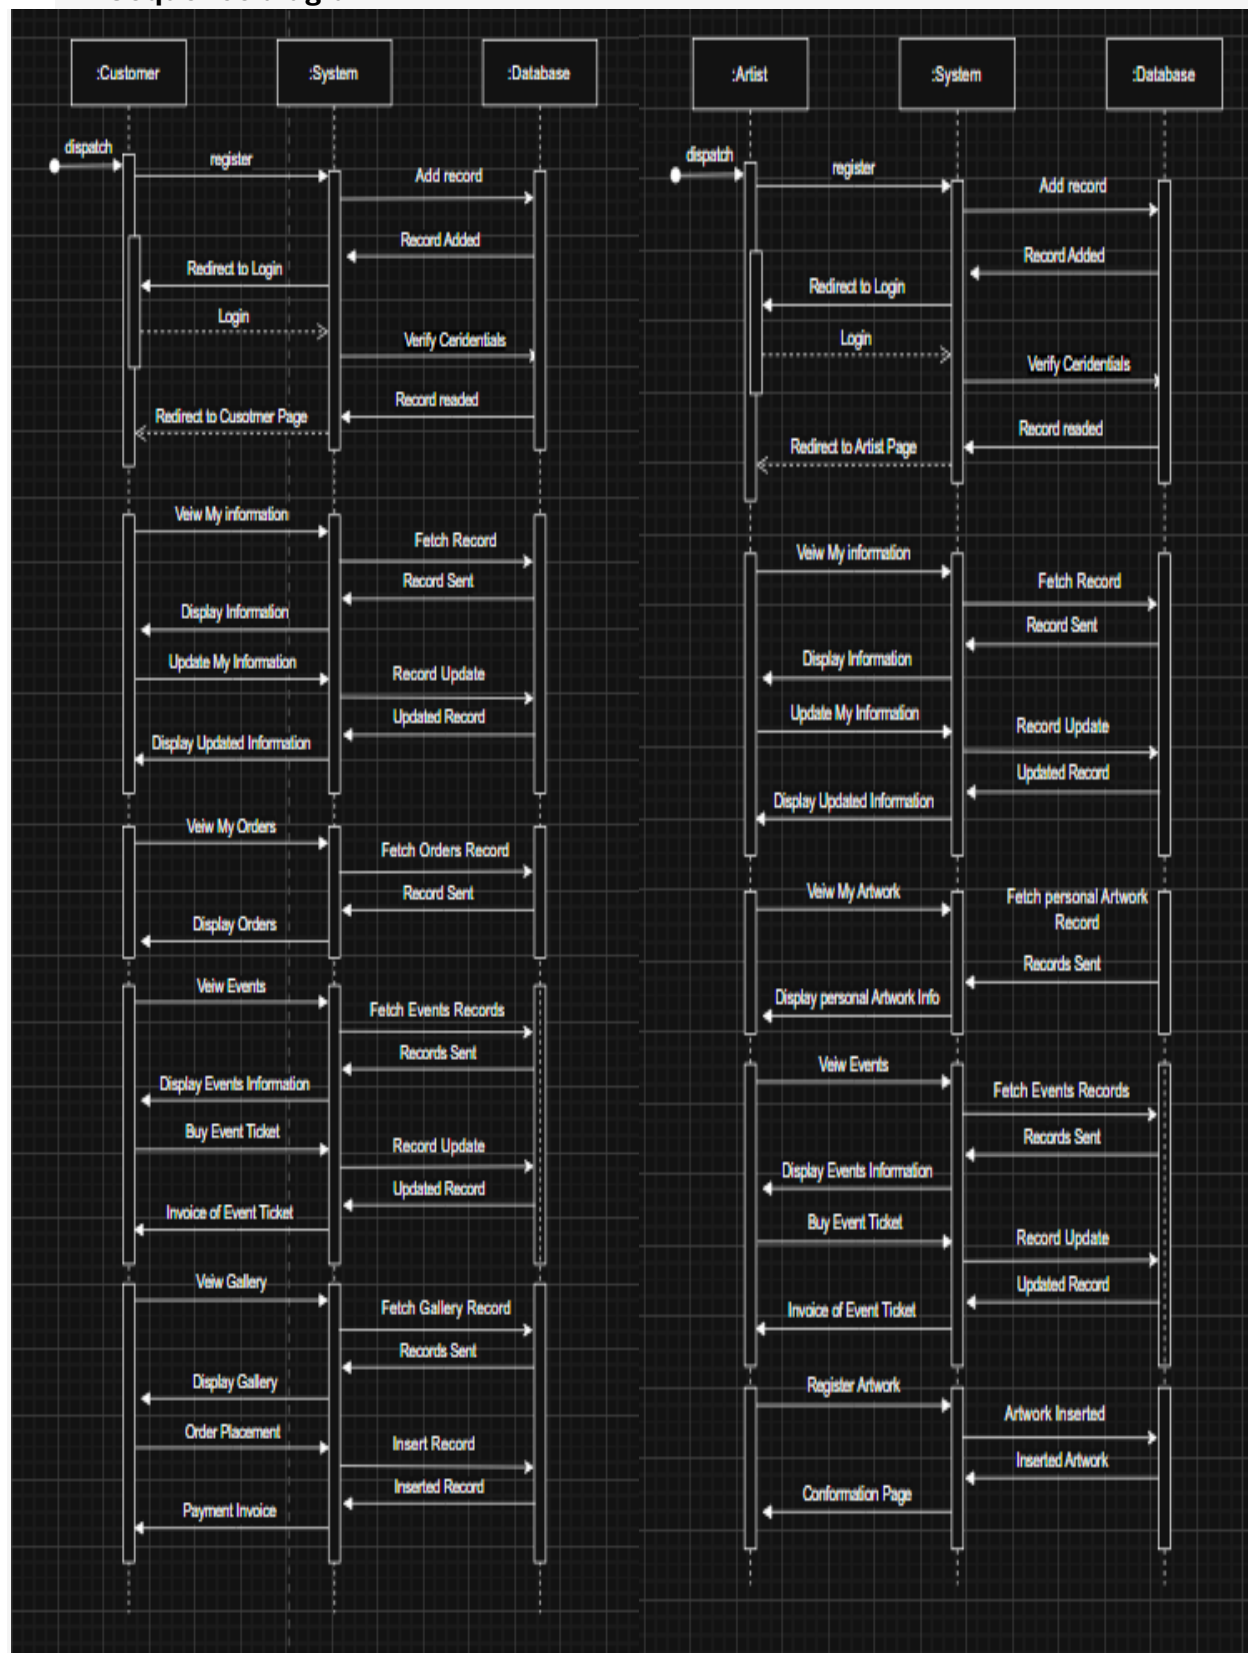 :Customer
:System
:Database
dispatch
register
Add record
Record Added
Redirect to Login
Login
Verify Ceridentials
Record readed
Redirect to Cusotmer Page
Veiw My information
Fetch Record
Record Sent
Display Information
Update My Information
Record Update
Updated Record
Display Updated Information
Veiw My Orders
Fetch Orders Record
Record Sent
Display Orders
Veiw Events
Fetch Events Records
Records Sent
Display Events Information
Buy Event Ticket
Record Update
Updated Record
Invoice of Event Ticket
Veiw Gallery
Fetch Gallery Record
Records Sent
Display Gallery
Order Placement
Insert Record
Inserted Record
Payment Invoice
:Artist
:System
:Database
dispatch
register
Add record
Record Added
Redirect to Login
Login
Verify Ceridentials
Record readed
Redirect to Artist Page
Veiw My information
Fetch Record
Record Sent
Display Information
Update My Information
Record Update
Updated Record
Display Updated Information
Veiw My Artwork
Fetch personal Artwork
Record
Records Sent
Display personal Artwork Info
Veiw Events
Fetch Events Records
Records Sent
Display Events Information
Buy Event Ticket
Record Update
Updated Record
Invoice of Event Ticket
Register Artwork
Artwork Inserted
Inserted Artwork
Conformation Page